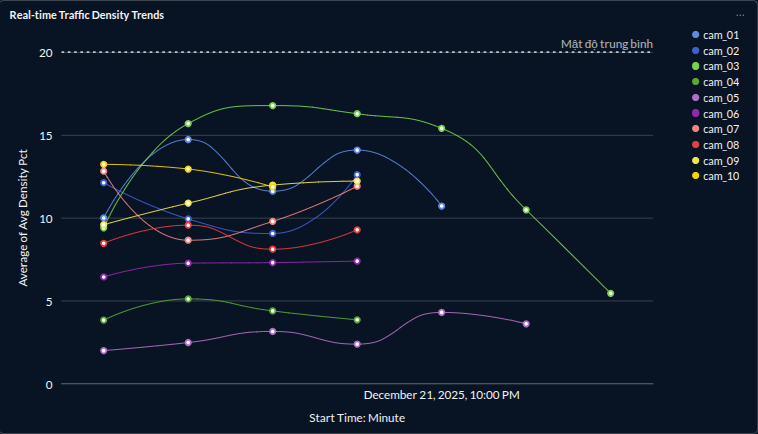 Real-time Traffic Density Trends
...
Mật độ trung bình
Average of Avg Density Pct
20
15
10
5
0
December 21, 2025, 10:00 PM
Start Time: Minute
cam_01
cam_02
cam_03
cam_04
cam_05
cam_06
cam_07
cam_08
cam_09
cam_10